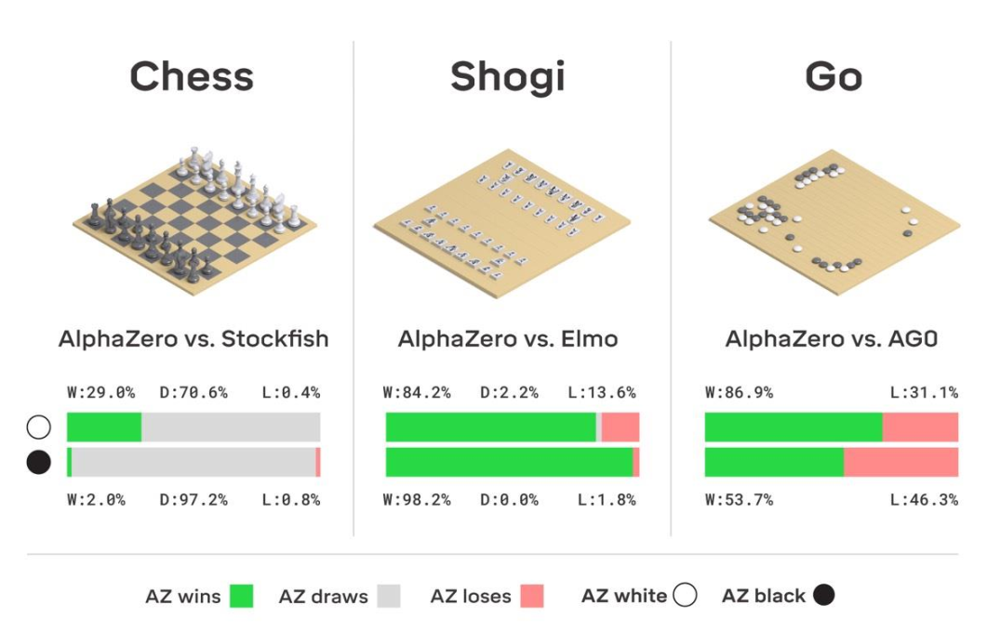 Chess
Shogi
Go
AlphaZero vs. Stockfish
AlphaZero vs. Elmo
AlphaZero vs. AG0
W:29.0% D:70.6% L:0.4%
W:84.2% D:2.2% L:13.6%
W:86.9% L:31.1%
W:2.0% D:97.2% L:0.8%
W:98.2% D:0.0% L:1.8%
W:53.7% L:46.3%
AZ wins
AZ draws
AZ loses
AZ white
AZ black